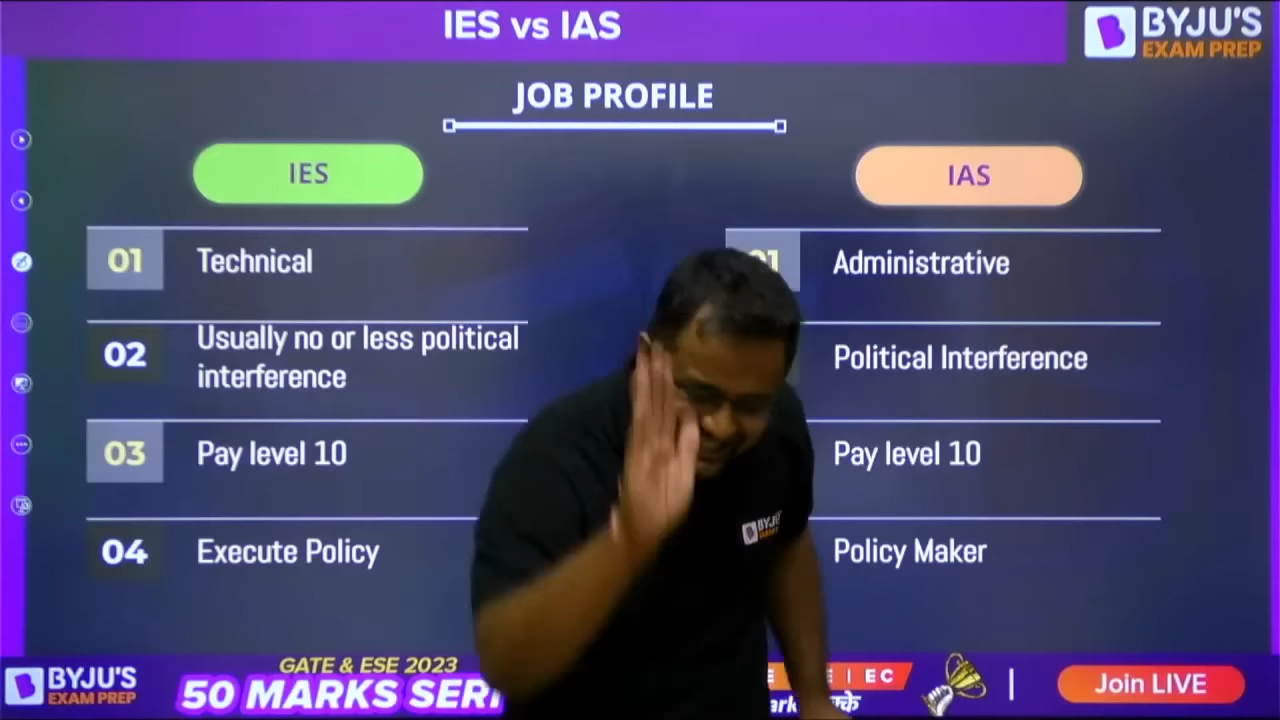 IES vs IAS
BYJU'S
EXAM PREP
JOB PROFILE
IES
IAS
01
Technical
Administrative
02
Usually no or less political
interference
Political Interference
03
Pay level 10
Pay level 10
04
Execute Policy
Policy Maker
BYJU'S
EXAM PREP
GATE & ESE 2023
50 MARKS
EC
Join LIVE